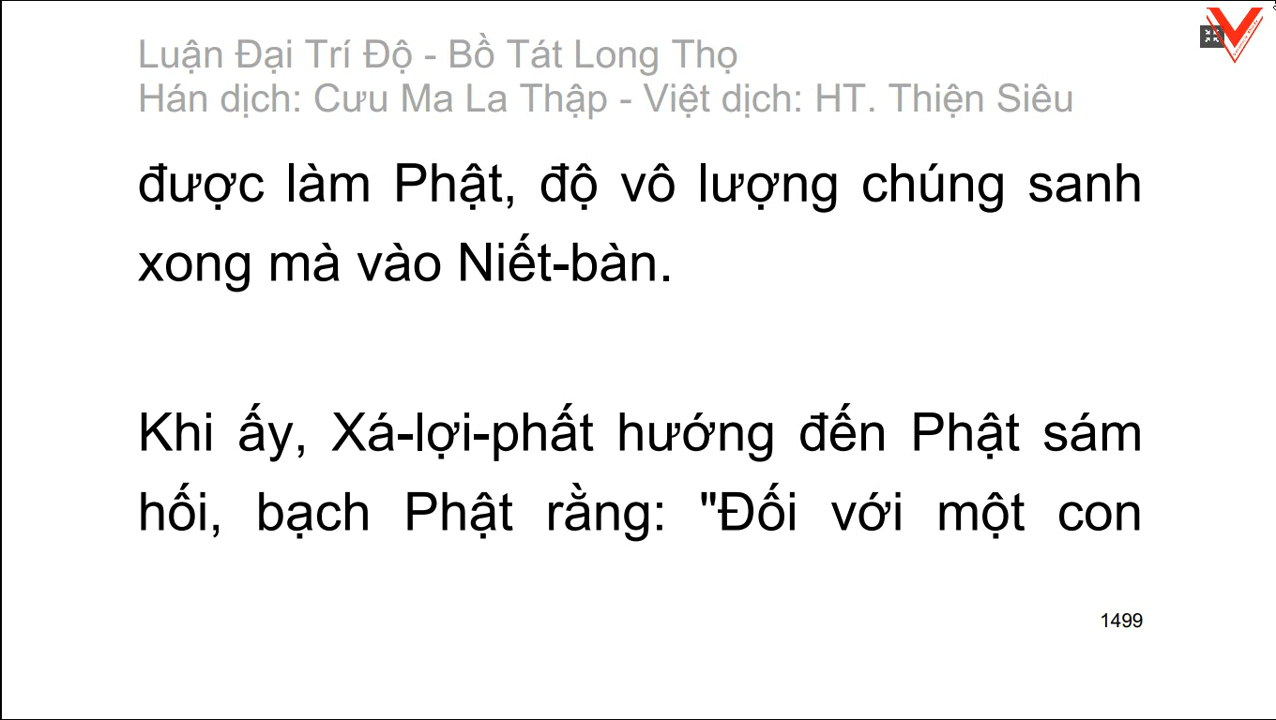 Luận Đại Trí Độ - Bồ Tát Long Thọ
Hán dịch: Cưu Ma La Thập - Việt dịch: HT. Thiện Siêu
được làm Phật, độ vô lượng chúng sanh
xong mà vào Niết-bàn.
Khi ấy, Xá-lợi-phất hướng đến Phật sám
hối, bạch Phật rằng: "Đối với một con
1499